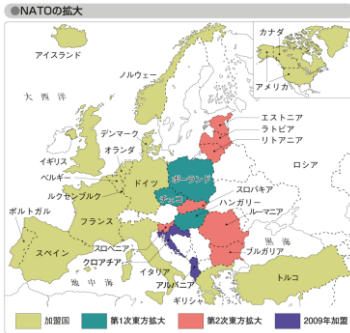 ●NATOの拡大
カナダ
アメリカ
アイスランド
ノルウェー
大西洋
エストニア
ラトビア
リトアニア
デンマーク
オランダ
イギリス
ロシア
ベルギー
ドイツ
ポーランド
ルクセンブルク
チェコ
スロバキア
ハンガリー
ルーマニア
フランス
ポルトガル
スペイン
スロベニア
クロアチア
黒海
ブルガリア
イタリア
トルコ
地中海
アルバニア
ギリシャ
加盟国
第1次東方拡大
第2次東方拡大
2009年加盟